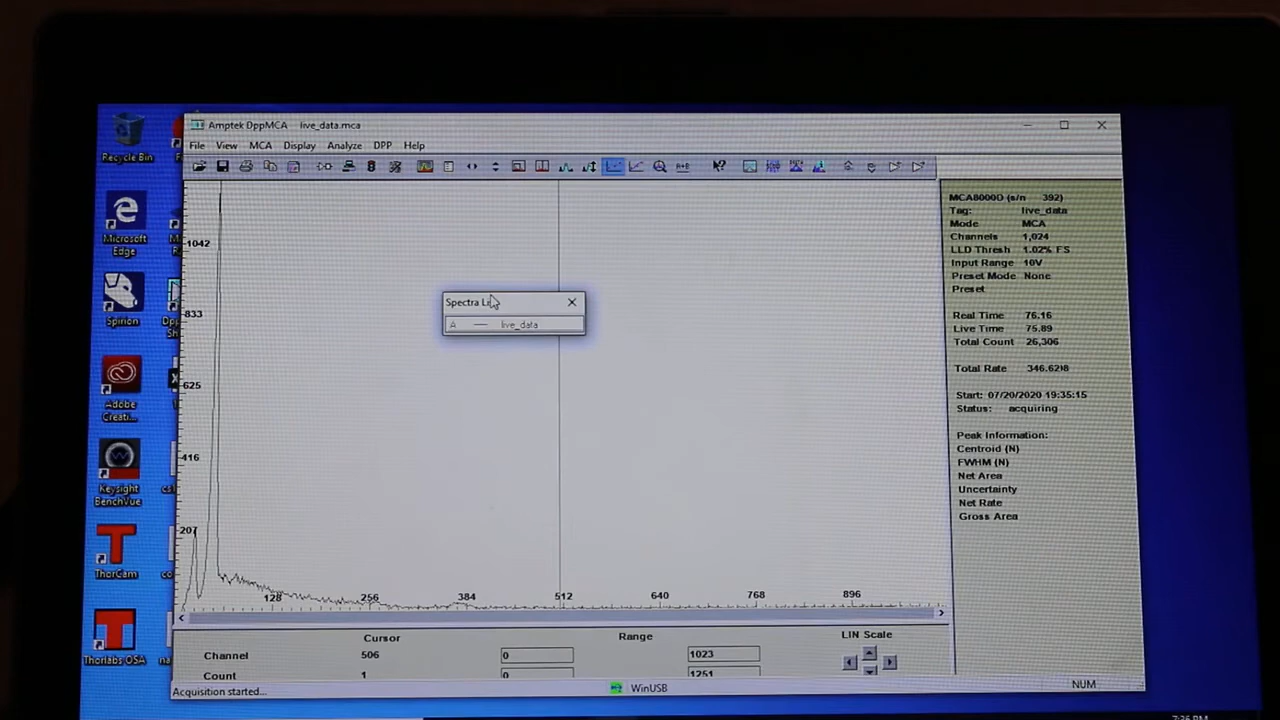 Amptek DppMCA live_data.mca
File View MCA Display Analyze DPP Help
Recycle Bin
Microsoft Edge
Spinon
Adobe Creati...
Keysight BenchVue
ThorCam
Thorlabs OSA
1042
833
625
416
207
128 256 384 512 640 768 896
Spectra Li
A live_data
MCA8000D (s/n 392)
Tag: live_data
Mode MCA
Channels 1,024
LLD Thresh 1.02% FS
Input Range 10V
Preset Mode None
Preset
Real Time 76.16
Live Time 75.89
Total Count 26,306
Total Rate
Start: 07/20/2020 19:35:15
Status: acquiring
Peak Information:
Centroid (N)
FWHM (N)
Net Area
Uncertainty
Net Rate
Gross Area
Cursor Range LIN Scale
Channel 506 0 1023
Count 1 0 1251
Acquisition started... WinUSB NUM